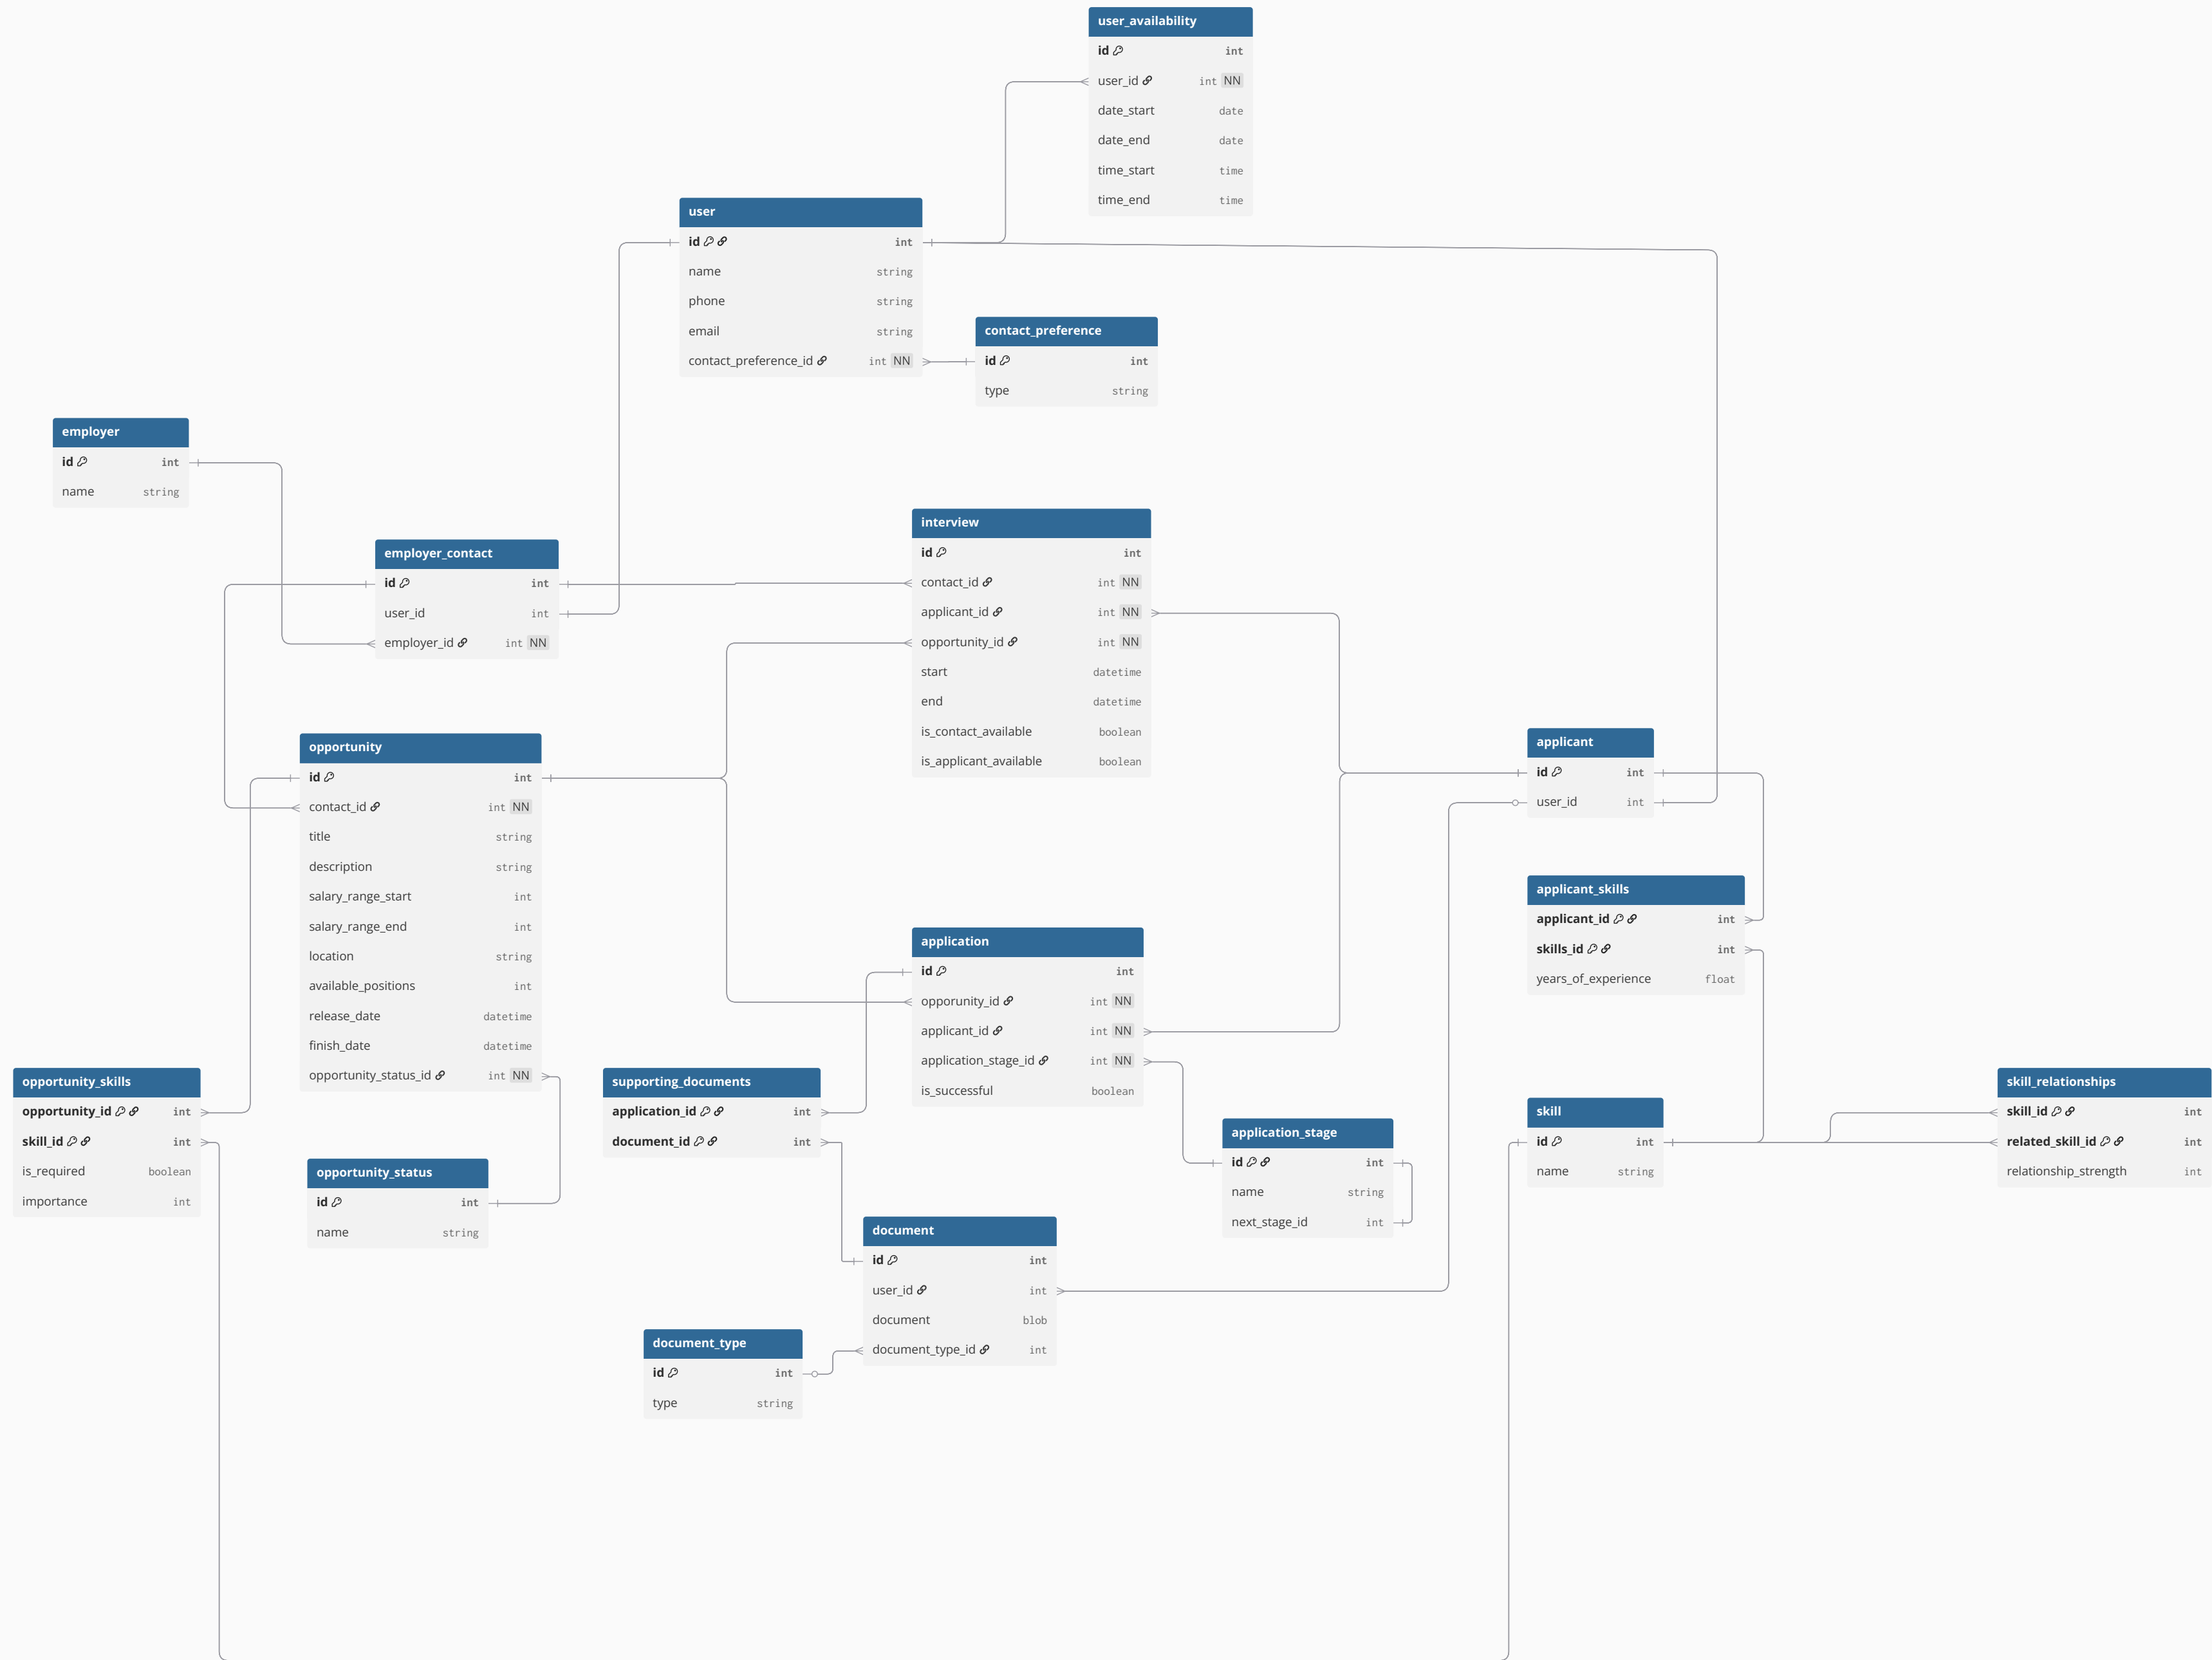 user_availability
id int
user_id int NN
date_start date
date_end date
time_start time
time_end time
user
id int
name string
phone string
email string
contact_preference_id int NN
contact_preference
id int
type string
employer
id int
name string
employer_contact
id int
user_id int
employer_id int NN
interview
id int
contact_id int NN
applicant_id int NN
opportunity_id int NN
start datetime
end datetime
is_contact_available boolean
is_applicant_available boolean
opportunity
id int
contact_id int NN
title string
description string
salary_range_start int
salary_range_end int
location string
available_positions int
release_date datetime
finish_date datetime
opportunity_status_id int NN
applicant
id int
user_id int
applicant_skills
applicant_id int
skills_id int
years_of_experience float
application
id int
opporunity_id int NN
applicant_id int NN
application_stage_id int NN
is_successful boolean
opportunity_skills
opportunity_id int
skill_id int
is_required boolean
importance int
supporting_documents
application_id int
document_id int
skill_relationships
skill_id int
related_skill_id int
relationship_strength int
skill
id int
name string
application_stage
id int
name string
next_stage_id int
opportunity_status
id int
name string
document
id int
user_id int
document blob
document_type_id int
document_type
id int
type string